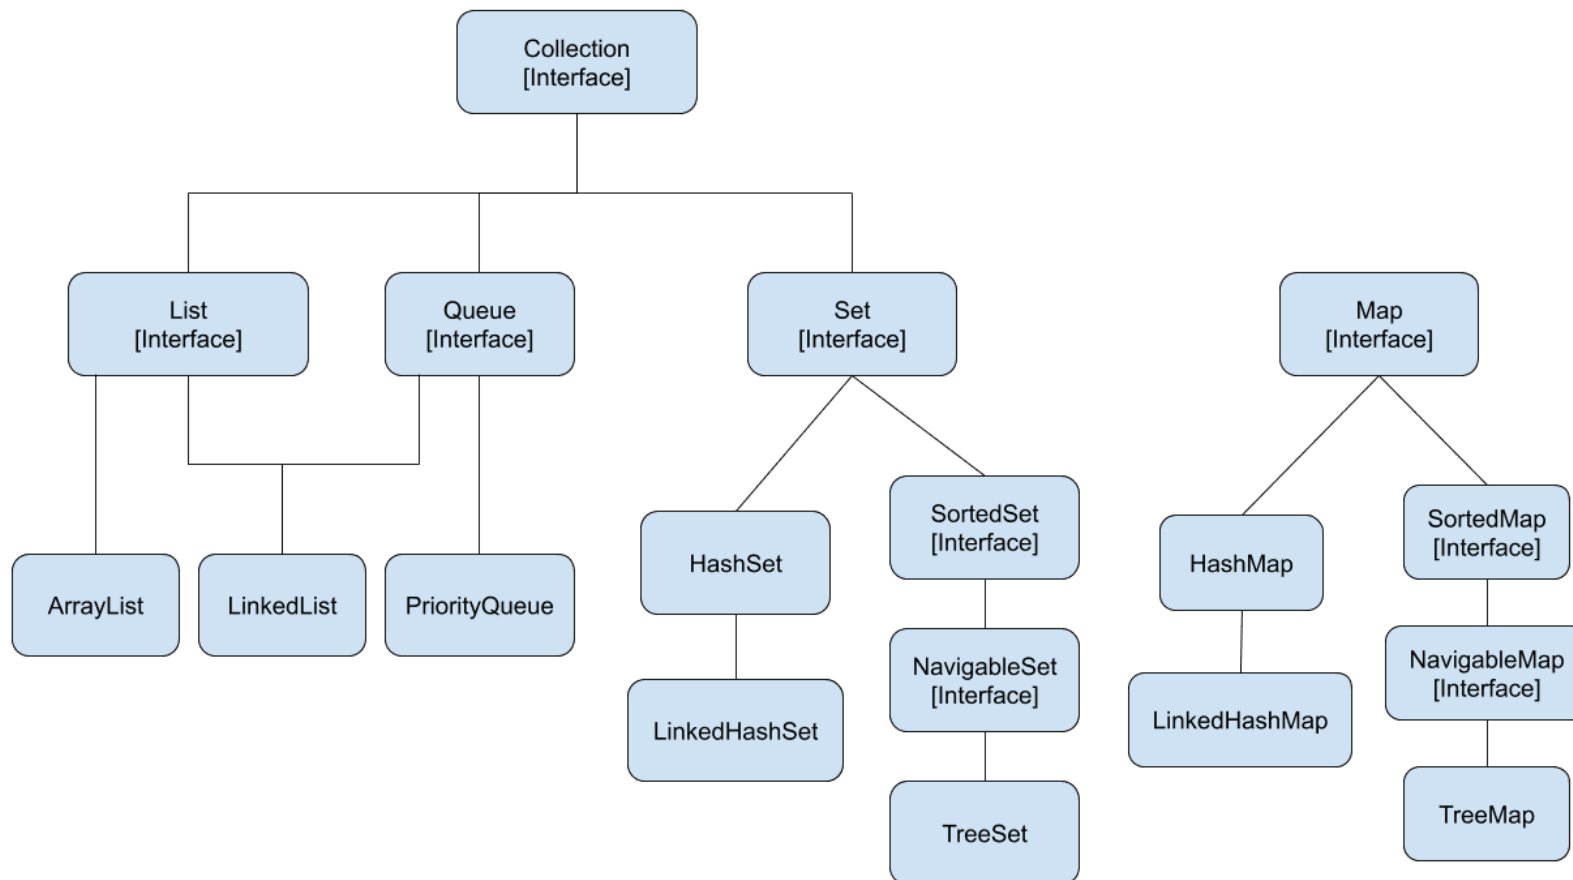 Collection
[Interface]
List
[Interface]
Queue
[Interface]
Set
[Interface]
Map
[Interface]
ArrayList
LinkedList
PriorityQueue
HashSet
SortedSet
[Interface]
HashMap
SortedMap
[Interface]
LinkedHashSet
NavigableSet
[Interface]
LinkedHashMap
NavigableMap
[Interface]
TreeSet
TreeMap